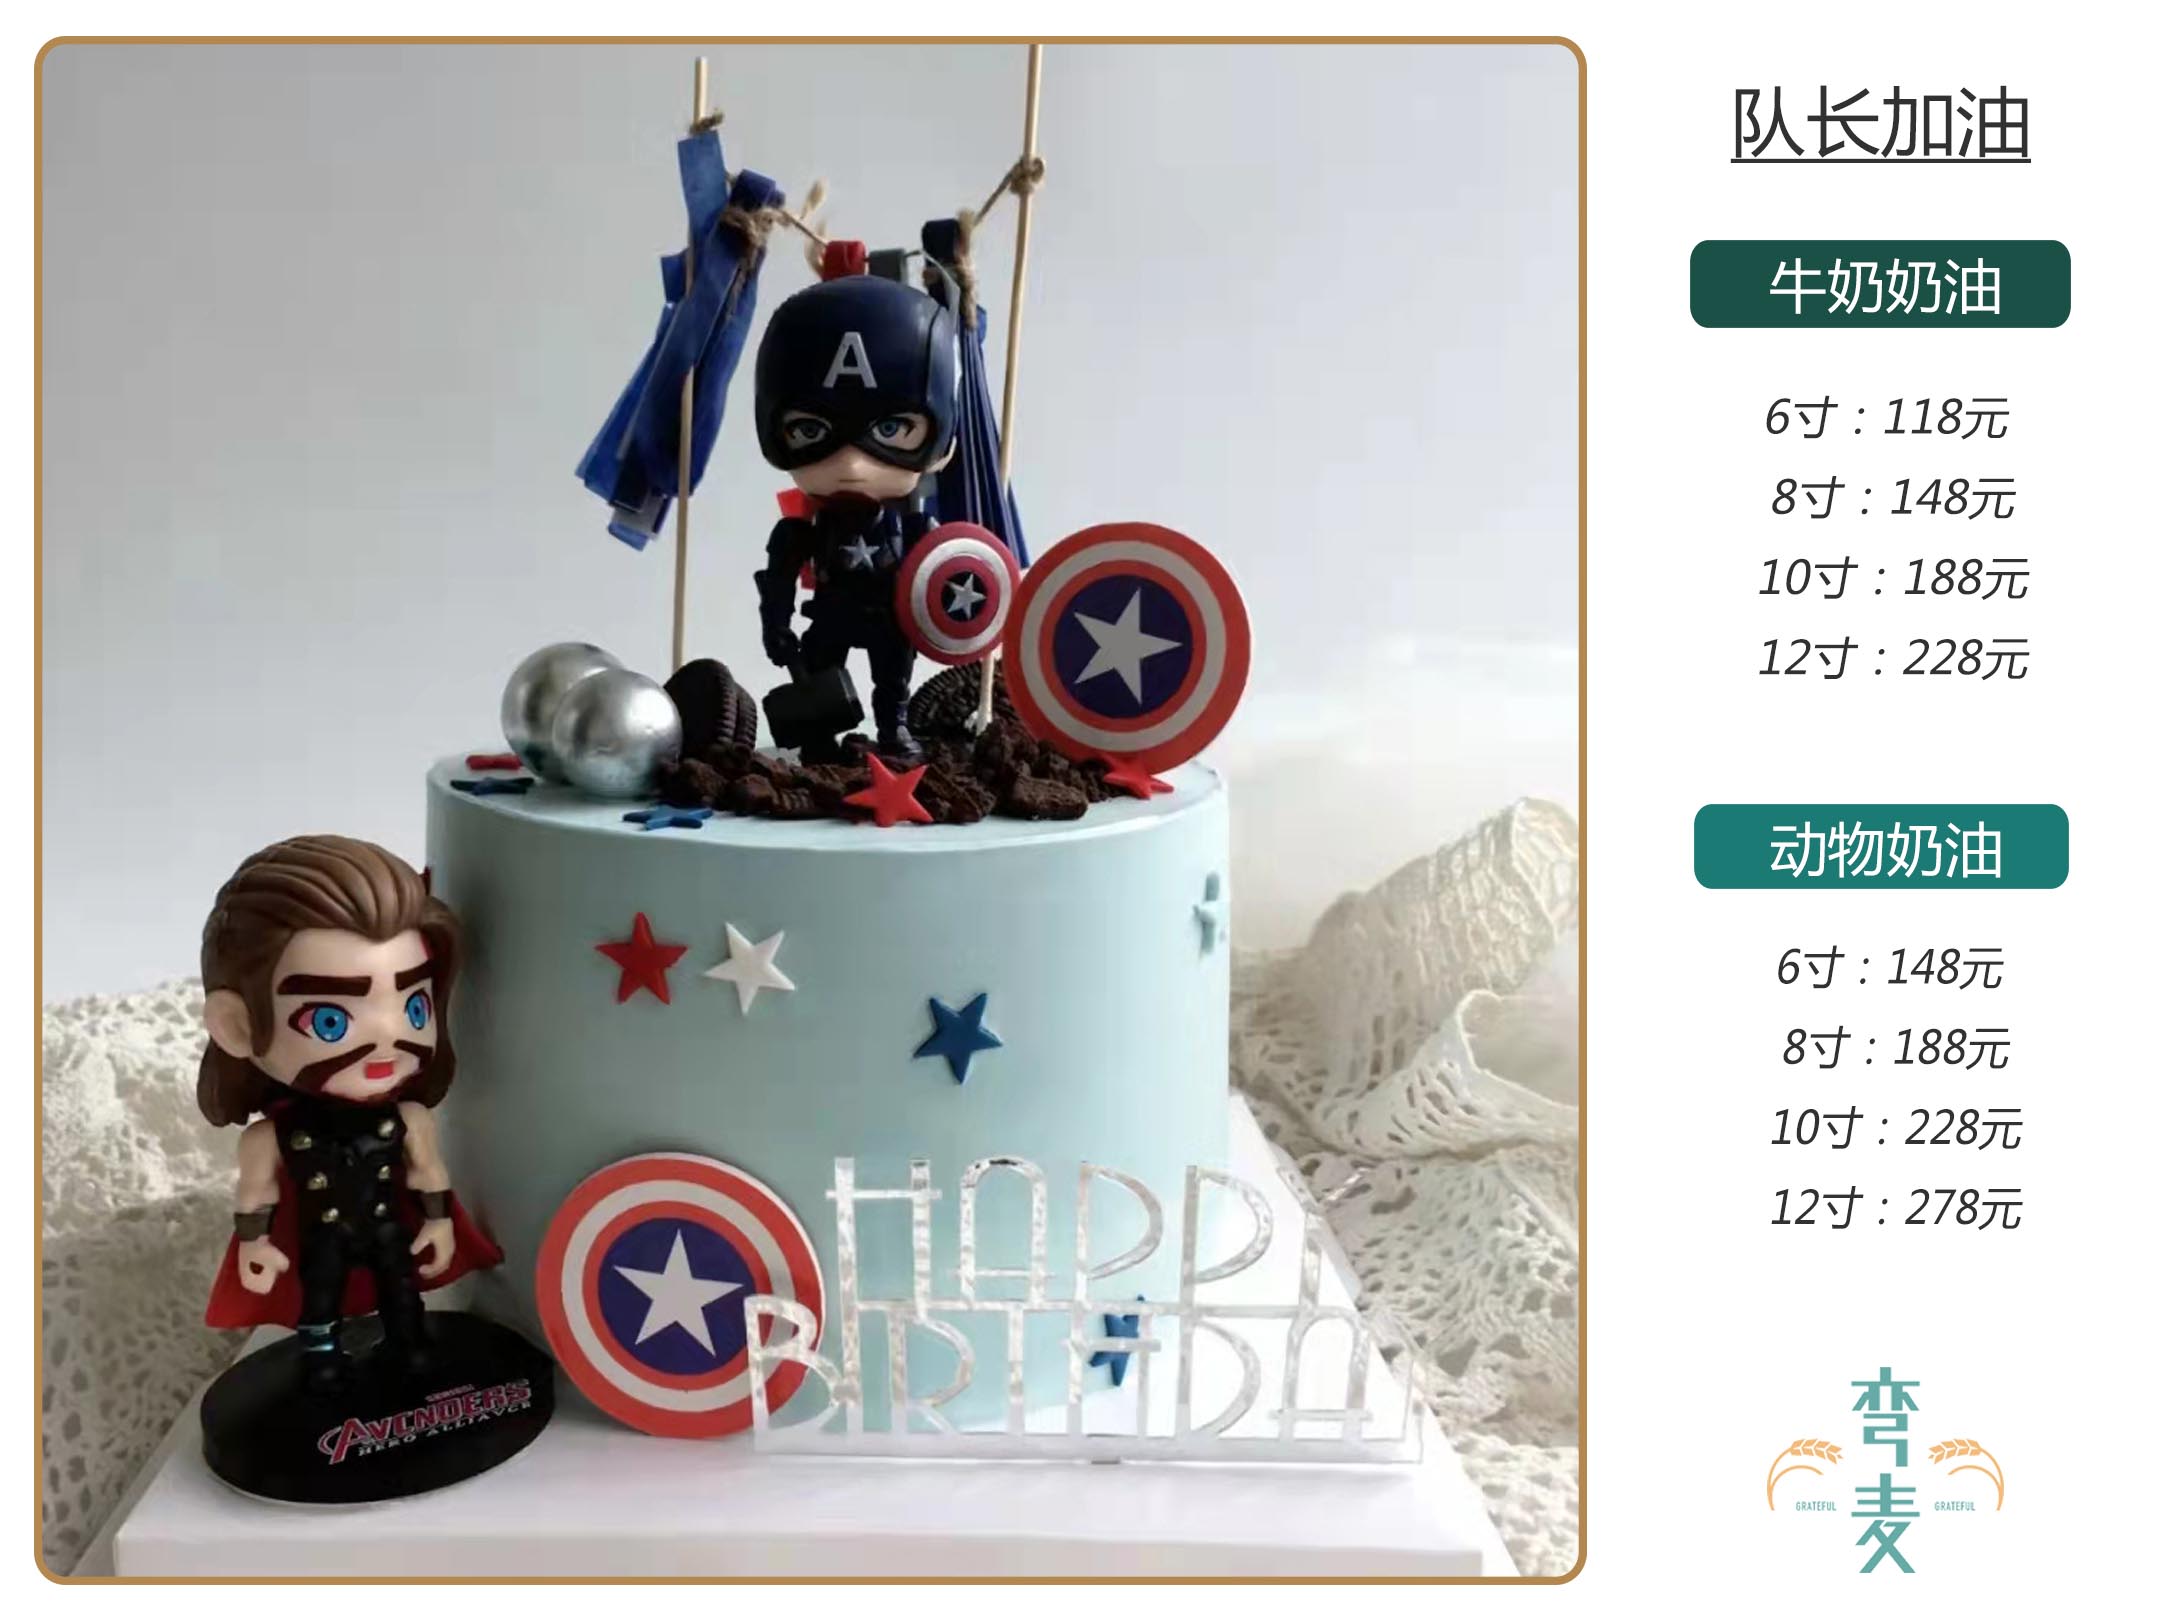 队长加油
牛奶奶油
6寸：118元
8寸：148元
10寸：188元
12寸：228元
动物奶油
6寸：148元
8寸：188元
10寸：228元
12寸：278元
弯麦
GRATEFUL GRATEFUL
A
HAPPY
BIRTHDAY
AVCNDERS
HERO ALLIAVCE